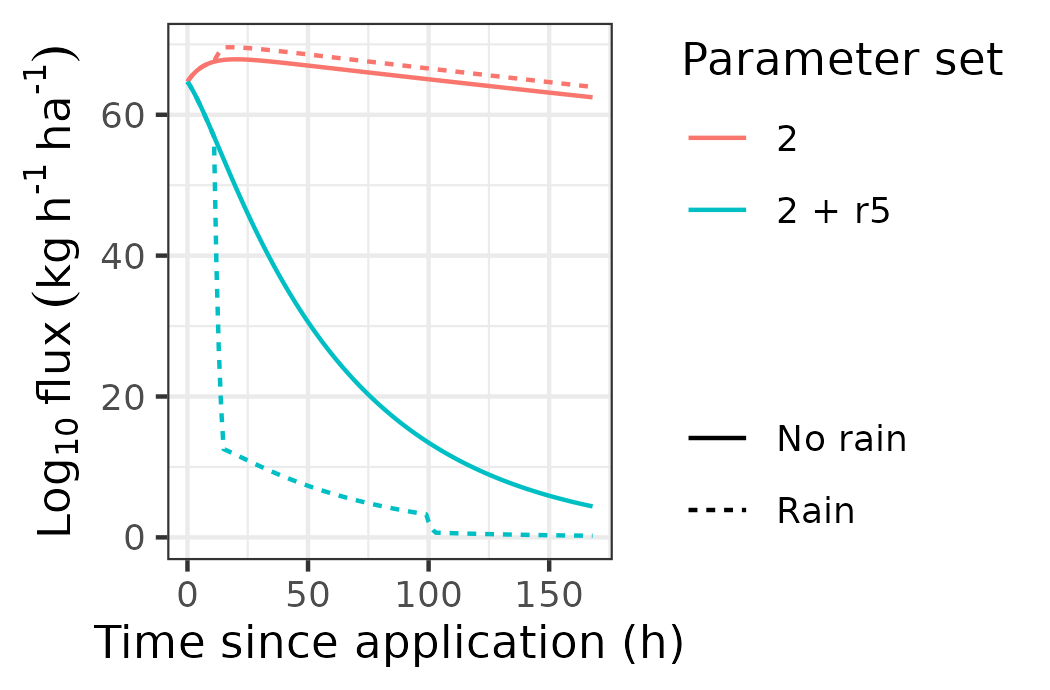 Log10 flux (kg h-1 ha-1)
60
40
20
0
0 50 100 150
Time since application (h)
Parameter set
2
2 + r5
No rain
Rain